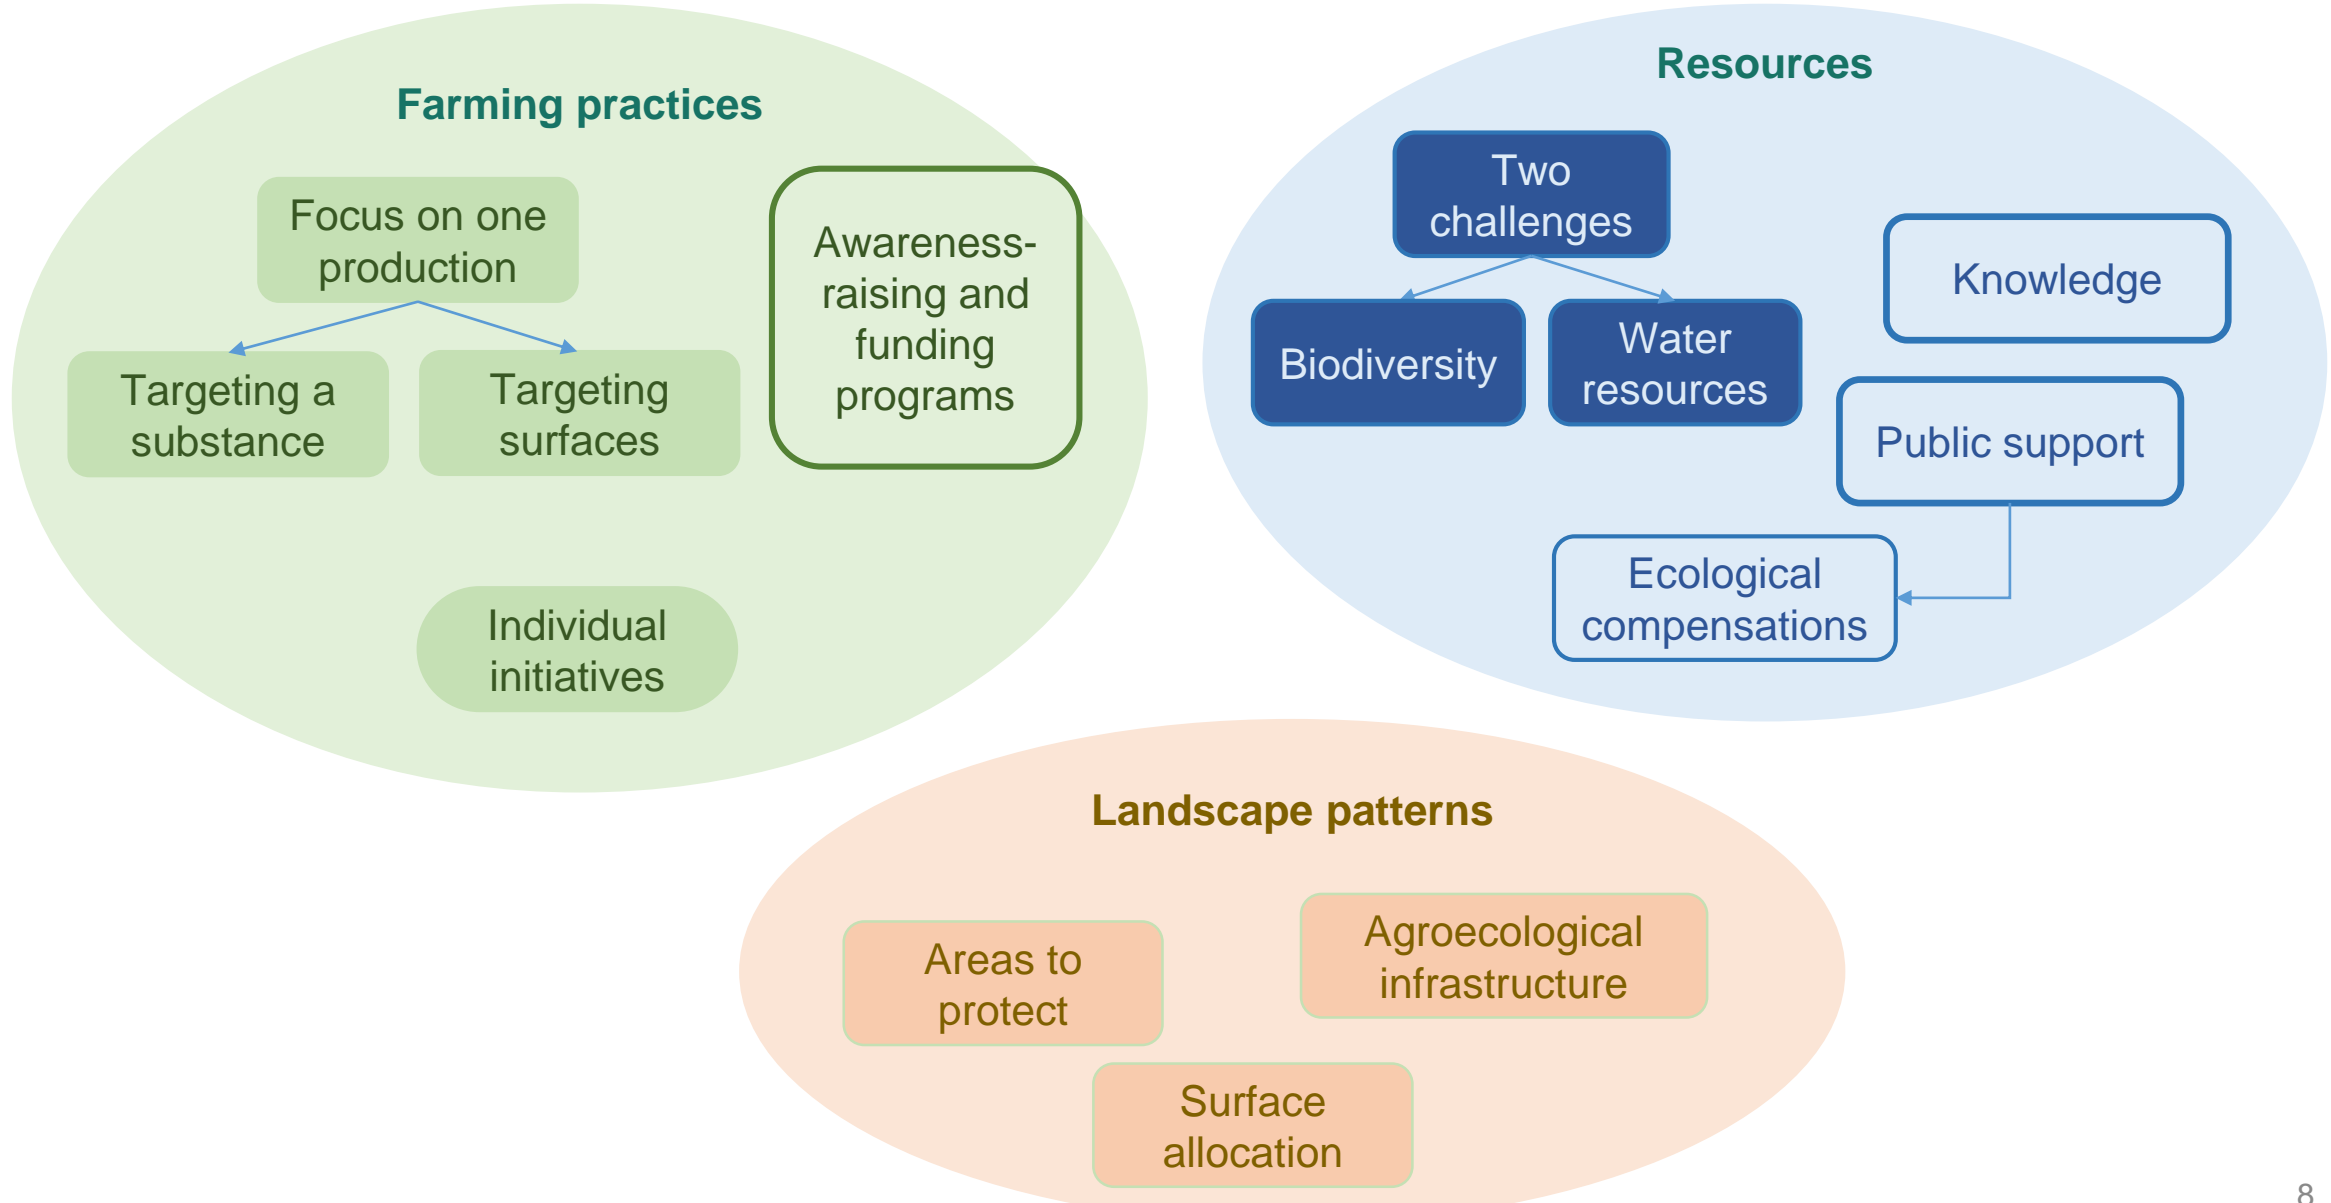 Farming practices
Focus on one
production
Targeting a
substance
Targeting
surfaces
Awareness-
raising and
funding
programs
Individual
initiatives
Resources
Two
challenges
Biodiversity
Water
resources
Knowledge
Public support
Ecological
compensations
Landscape patterns
Areas to
protect
Agroecological
infrastructure
Surface
allocation
8